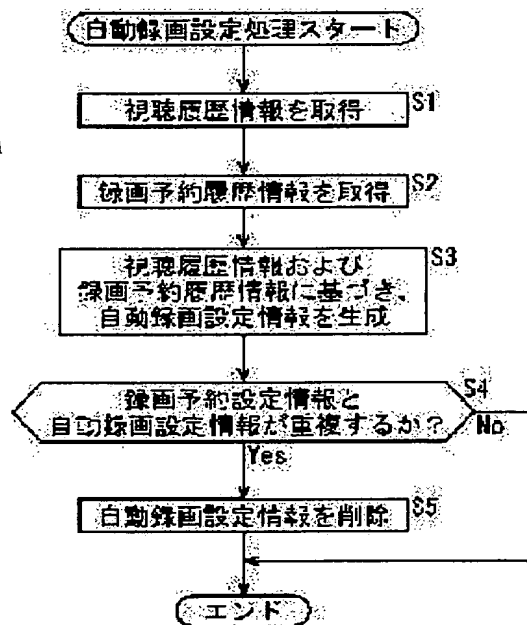 自動録画設定処理スタート
視聴履歴情報を取得
S1
録画予約履歴情報を取得
S2
視聴履歴情報および
録画予約履歴情報に基づき、
自動録画設定情報を生成
S3
録画予約設定情報と
自動録画設定情報が重複するか?
S4
No
Yes
自動録画設定情報を削除
S5
エンド